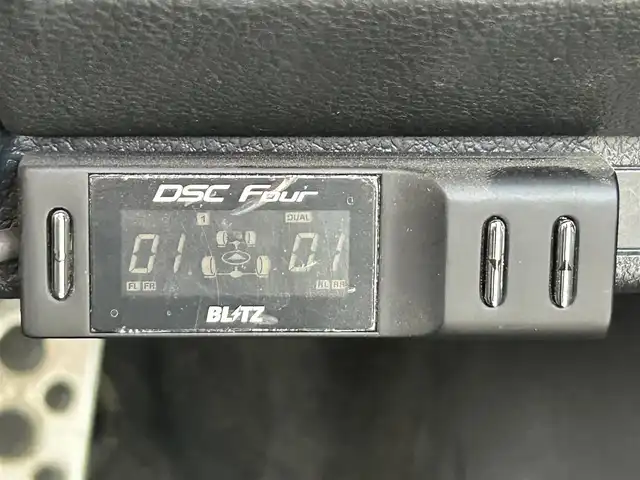 DSC Four
1 DUAL
01 01
FL FR RL RR
BLITZ